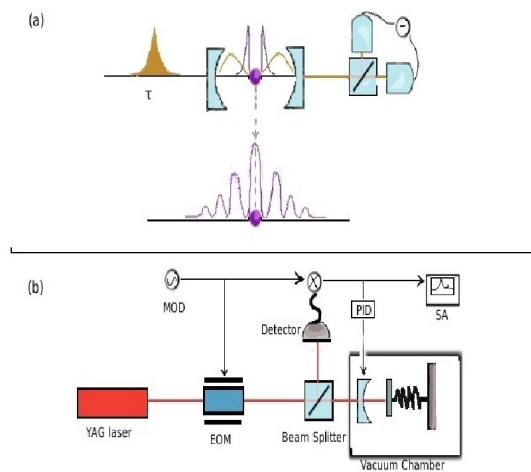 (a)
−
τ
(b)
MOD
PID
SA
Detector
YAG laser
EOM
Beam Splitter
Vacuum Chamber